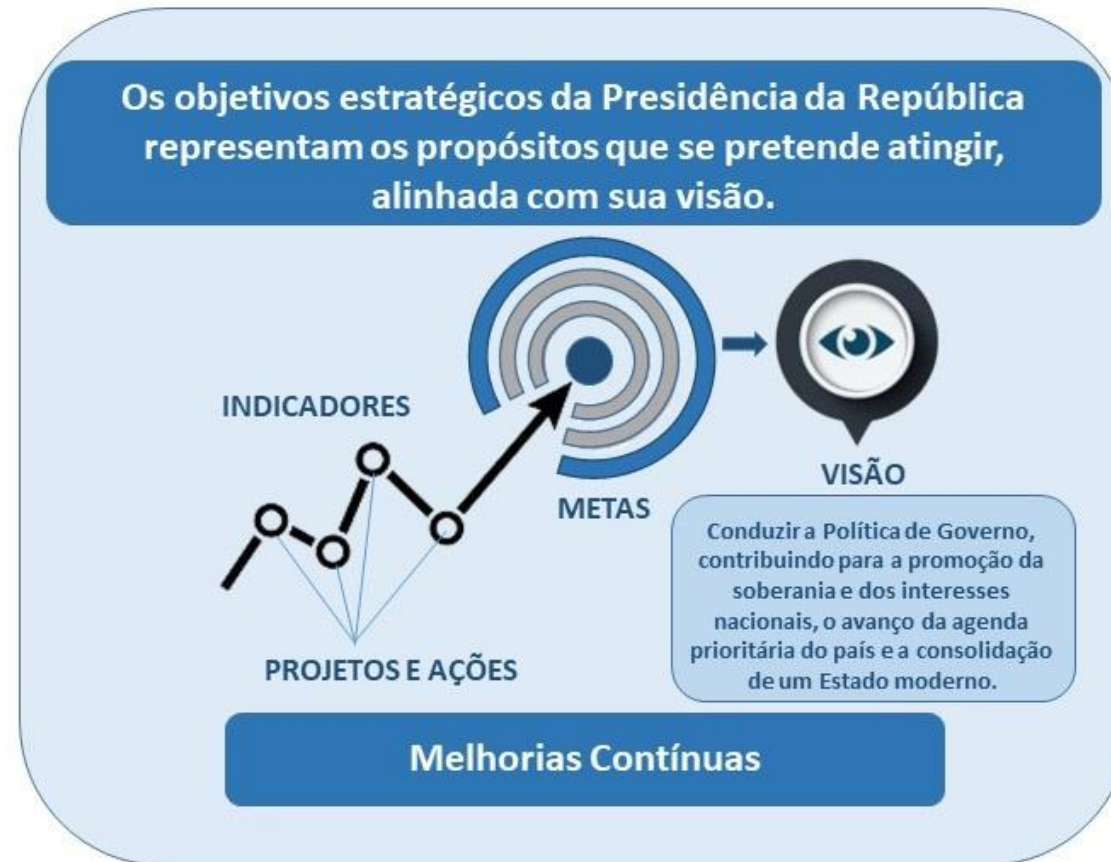 Os objetivos estratégicos da Presidência da República
representam os propósitos que se pretende atingir,
alinhada com sua visão.
INDICADORES
METAS
VISÃO
Conduzir a Política de Governo,
contribuindo para a promoção da
soberania e dos interesses
nacionais, o avanço da agenda
prioritária do país e a consolidação
de um Estado moderno.
PROJETOS E AÇÕES
Melhorias Contínuas